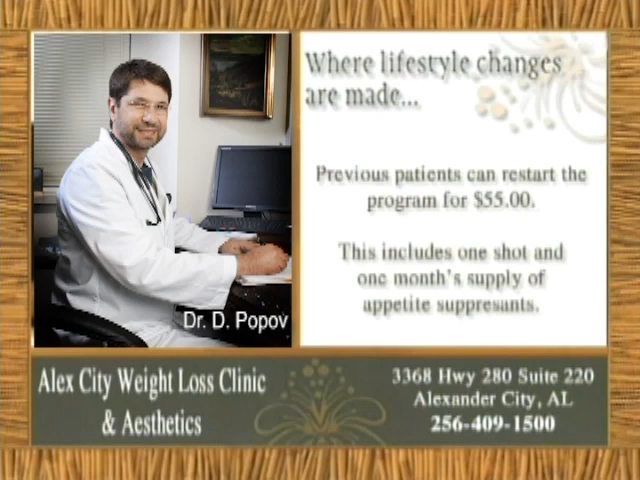 Where lifestyle changes
are made...
Previous patients can restart the
program for $55.00.
This includes one shot and
one month's supply of
appetite suppresants.
Dr. D. Popov
Alex City Weight Loss Clinic
& Aesthetics
3368 Hwy 280 Suite 220
Alexander City, AL
256-409-1500